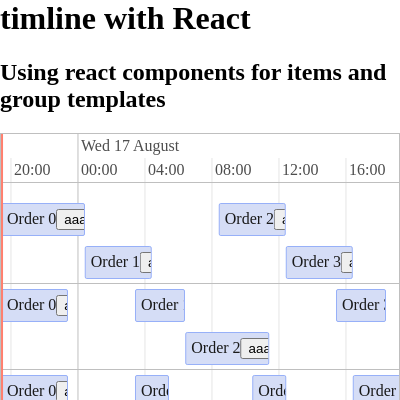 timline with React
Using react components for items and
group templates
Wed 17 August
20:00 00:00 04:00 08:00 12:00 16:00
Order 0 aaa Order 2
Order 1 Order 3
Order 0 Order Order
Order 2 aaa
Order 0 Order